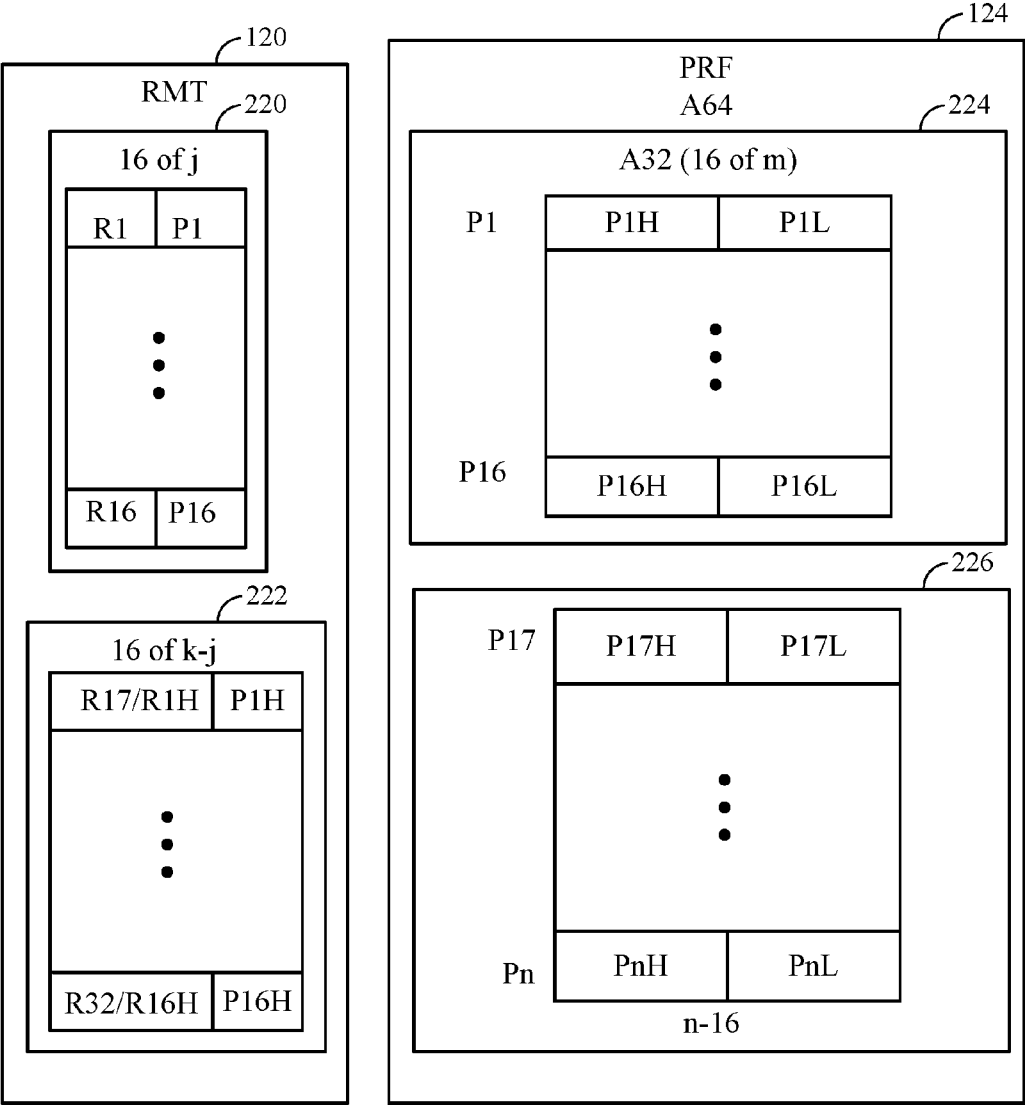 120
RMT
220
16 of j
R1 P1
R16 P16
222
16 of k-j
R17/R1H P1H
R32/R16H P16H
124
PRF
A64
224
A32 (16 of m)
P1 P1H P1L
P16 P16H P16L
226
P17 P17H P17L
Pn PnH PnL
n-16